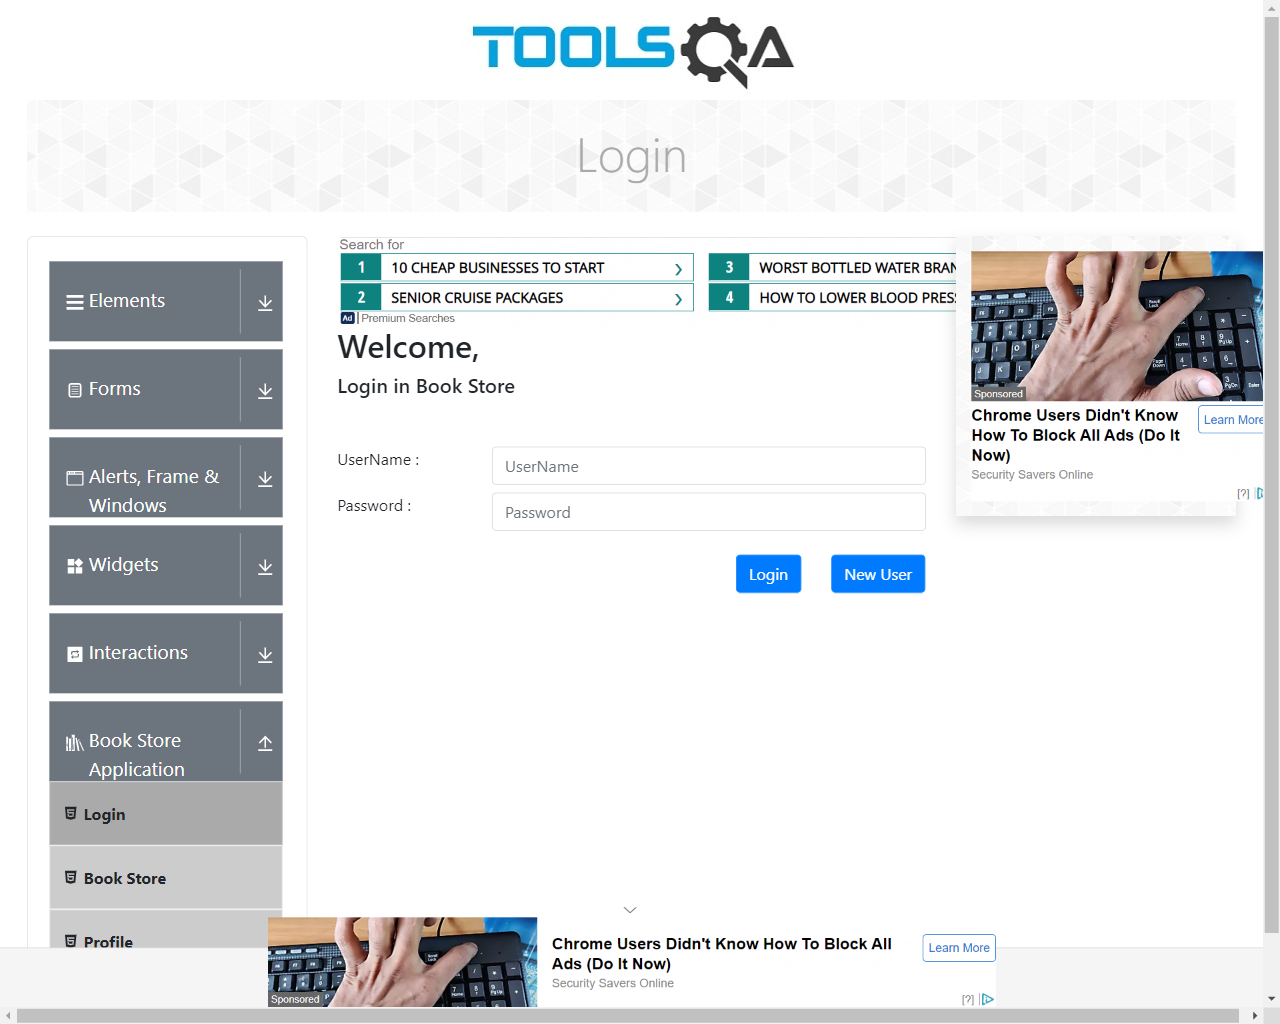 TOOLSQA
Login
Elements
Forms
Alerts, Frame &
Windows
Widgets
Interactions
Book Store
Application
Login
Book Store
Profile
Search for
1 10 CHEAP BUSINESSES TO START
2 SENIOR CRUISE PACKAGES
3 WORST BOTTLED WATER BRAN
4 HOW TO LOWER BLOOD PRES
Ad | Premium Searches
Welcome,
Login in Book Store
UserName :
UserName
Password :
Password
Login
New User
Sponsored
Chrome Users Didn't Know
How To Block All Ads (Do It
Now)
Security Savers Online
Learn More
[?]
Sponsored
Chrome Users Didn't Know How To Block All
Ads (Do It Now)
Security Savers Online
Learn More
[?]